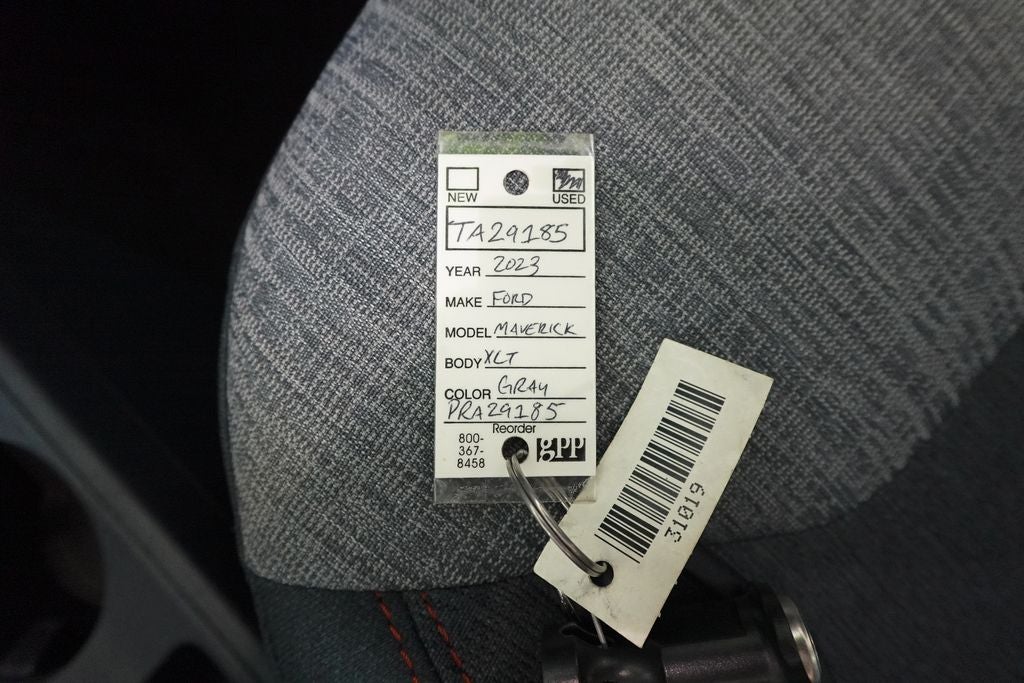 NEW USED
TA29185
YEAR 2023
MAKE FORD
MODEL MAVERICK
BODY XLT
COLOR GRAY
PRA29185
Reorder
800-
367-
8458
gpp
31019